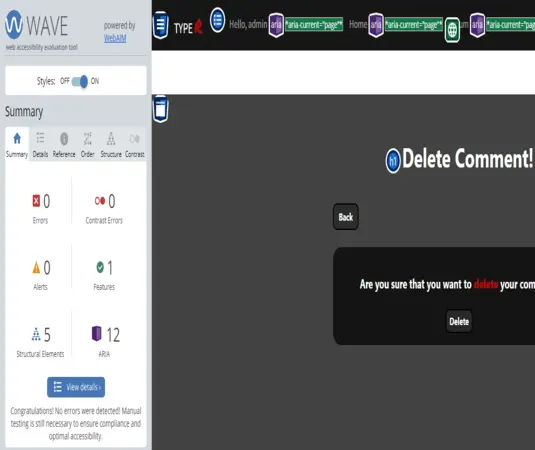 WAVE
web accessibility evaluation tool
powered by
WebAIM
Styles: OFF ON
Summary
Summary Details Reference Order Structure Contrast
0 0
Errors Contrast Errors
0 1
Alerts Features
5 12
Structural Elements ARIA
View details ›
Congratulations! No errors were detected! Manual
testing is still necessary to ensure compliance and
optimal accessibility.
TYPE R Hello, admin aria *aria-current="page"* Home aria *aria-current="page"* um aria *aria-current="page"*
h1 Delete Comment!
Back
Are you sure that you want to delete your com
Delete